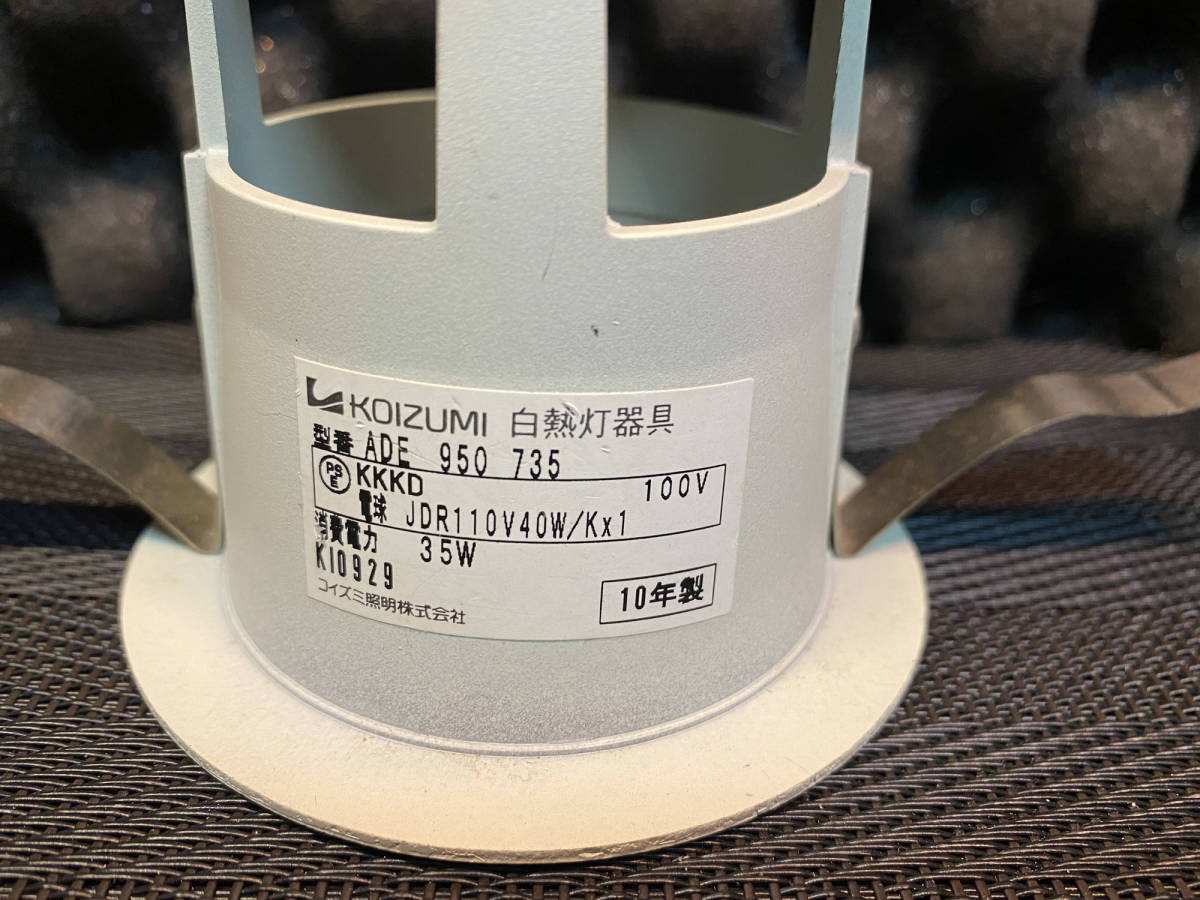 KOIZUMI 白熱灯器具
型番 ADE 950 735
PSE KKKD 100V
電球 JDR110V40W/Kx1
消費電力 35W
KI0929
10年製
コイズミ照明株式会社